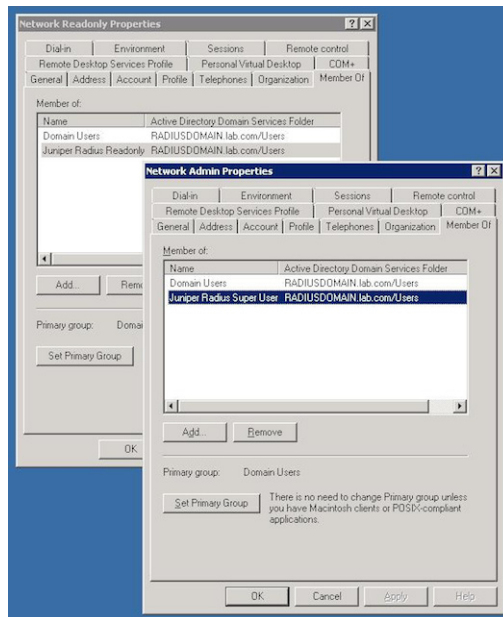 Network Readonly Properties
Dial-in Environment Sessions Remote control
Remote Desktop Services Profile Personal Virtual Desktop COM+
General Address Account Profile Telephones Organization Member Of
Member of:
Name Active Directory Domain Services Folder
Domain Users RADIUSDOMAIN.lab.com/Users
Juniper Radius Readonly RADIUSDOMAIN.lab.com/Users
Add...
Primary group:
Set Primary Group
OK
Network Admin Properties
Dial-in Environment Sessions Remote control
Remote Desktop Services Profile Personal Virtual Desktop COM+
General Address Account Profile Telephones Organization Member Of
Member of:
Name Active Directory Domain Services Folder
Domain Users RADIUSDOMAIN.lab.com/Users
Juniper Radius Super User RADIUSDOMAIN.lab.com/Users
Add... Remove
Primary group: Domain Users
Set Primary Group There is no need to change Primary group unless
you have Macintosh clients or POSIX-compliant
applications.
OK Cancel Apply Help